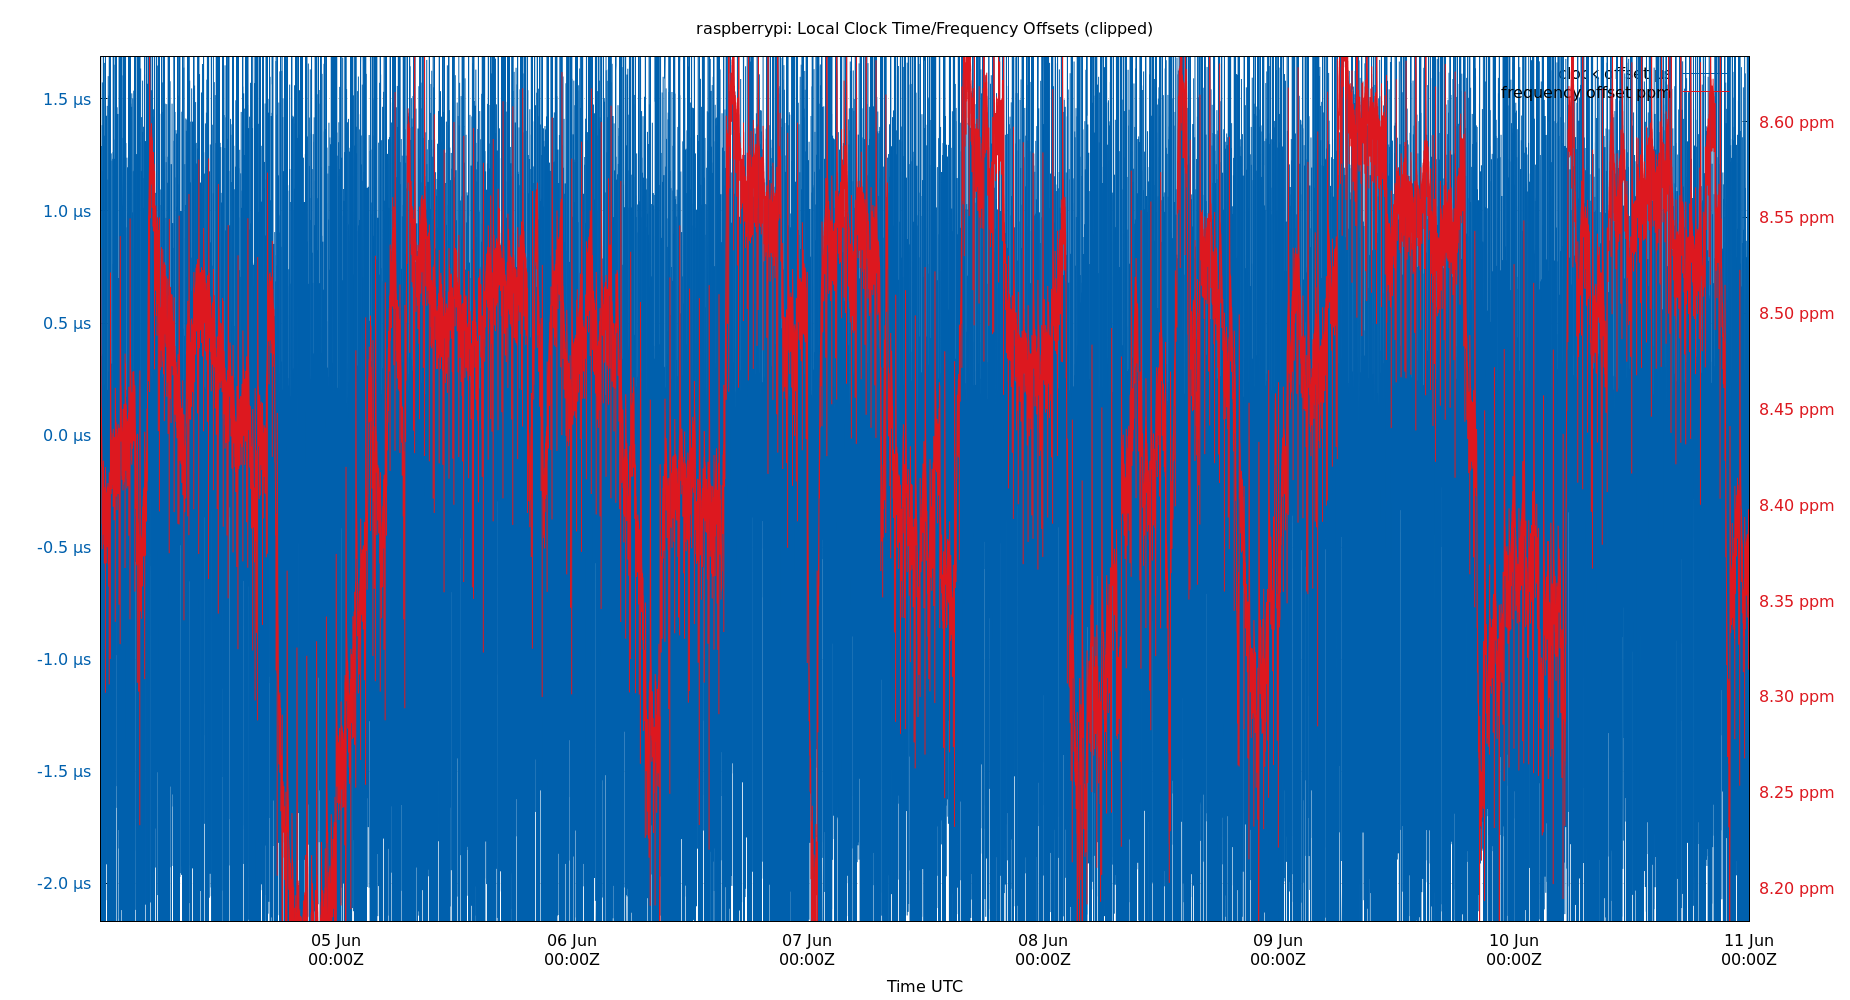 raspberrypi: Local Clock Time/Frequency Offsets (clipped)
clock offset µs
frequency offset ppm
1.5 µs
1.0 µs
0.5 µs
0.0 µs
-0.5 µs
-1.0 µs
-1.5 µs
-2.0 µs
8.60 ppm
8.55 ppm
8.50 ppm
8.45 ppm
8.40 ppm
8.35 ppm
8.30 ppm
8.25 ppm
8.20 ppm
05 Jun
00:00Z
06 Jun
00:00Z
07 Jun
00:00Z
08 Jun
00:00Z
09 Jun
00:00Z
10 Jun
00:00Z
11 Jun
00:00Z
Time UTC